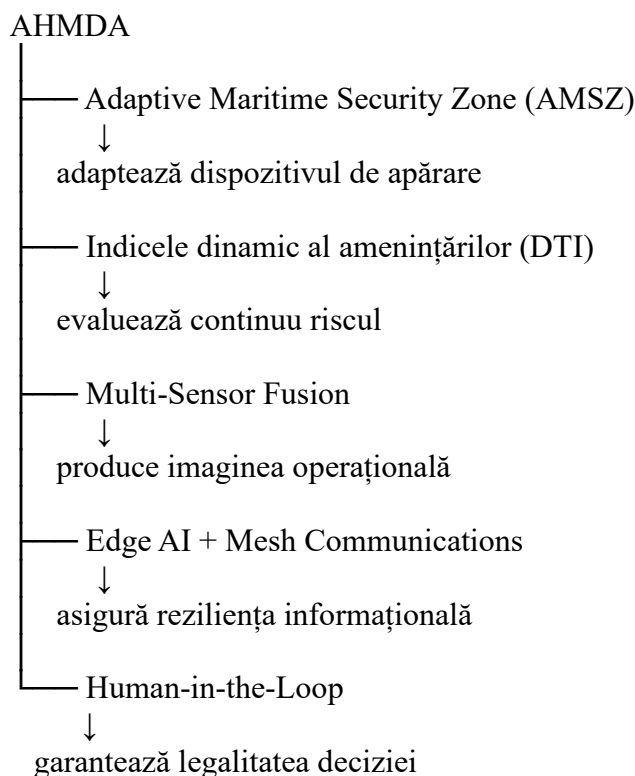 AHMDA
Adaptive Maritime Security Zone (AMSZ)
↓
adaptează dispozitivul de apărare
Indicele dinamic al amenințărilor (DTI)
↓
evaluează continuu riscul
Multi-Sensor Fusion
↓
produce imaginea operațională
Edge AI + Mesh Communications
↓
asigură reziliența informațională
Human-in-the-Loop
↓
garantează legalitatea deciziei